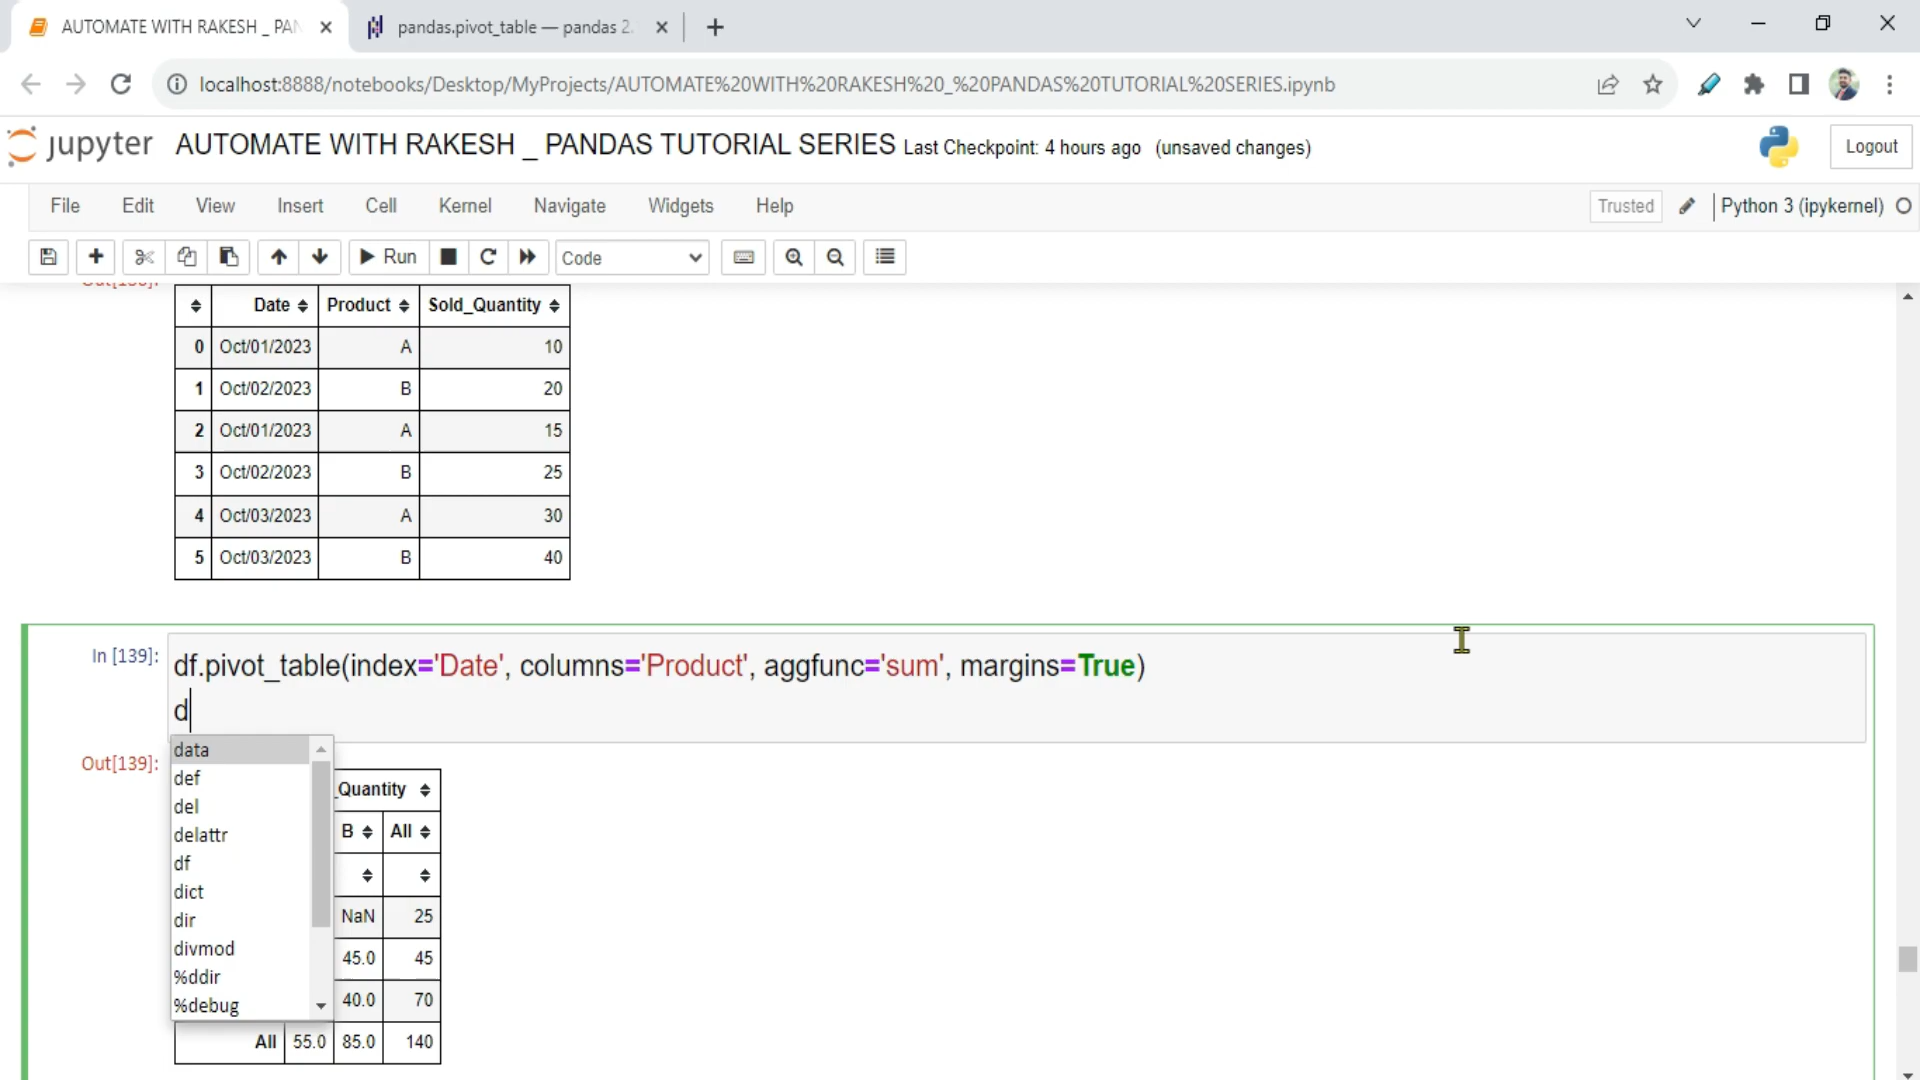 AUTOMATE WITH RAKESH _ PAN
pandas.pivot_table — pandas 2.
localhost:8888/notebooks/Desktop/MyProjects/AUTOMATE%20WITH%20RAKESH%20_%20PANDAS%20TUTORIAL%20SERIES.ipynb
jupyter AUTOMATE WITH RAKESH _ PANDAS TUTORIAL SERIES Last Checkpoint: 4 hours ago (unsaved changes) Logout
File Edit View Insert Cell Kernel Navigate Widgets Help Trusted Python 3 (ipykernel)
Run Code
Date Product Sold_Quantity
0 Oct/01/2023 A 10
1 Oct/02/2023 B 20
2 Oct/01/2023 A 15
3 Oct/02/2023 B 25
4 Oct/03/2023 A 30
5 Oct/03/2023 B 40
In [139]: df.pivot_table(index='Date', columns='Product', aggfunc='sum', margins=True)
d
data
def
del
delattr
df
dict
dir
divmod
%ddir
%debug
Out[139]:
_Quantity
B All
NaN 25
45.0 45
40.0 70
All 55.0 85.0 140